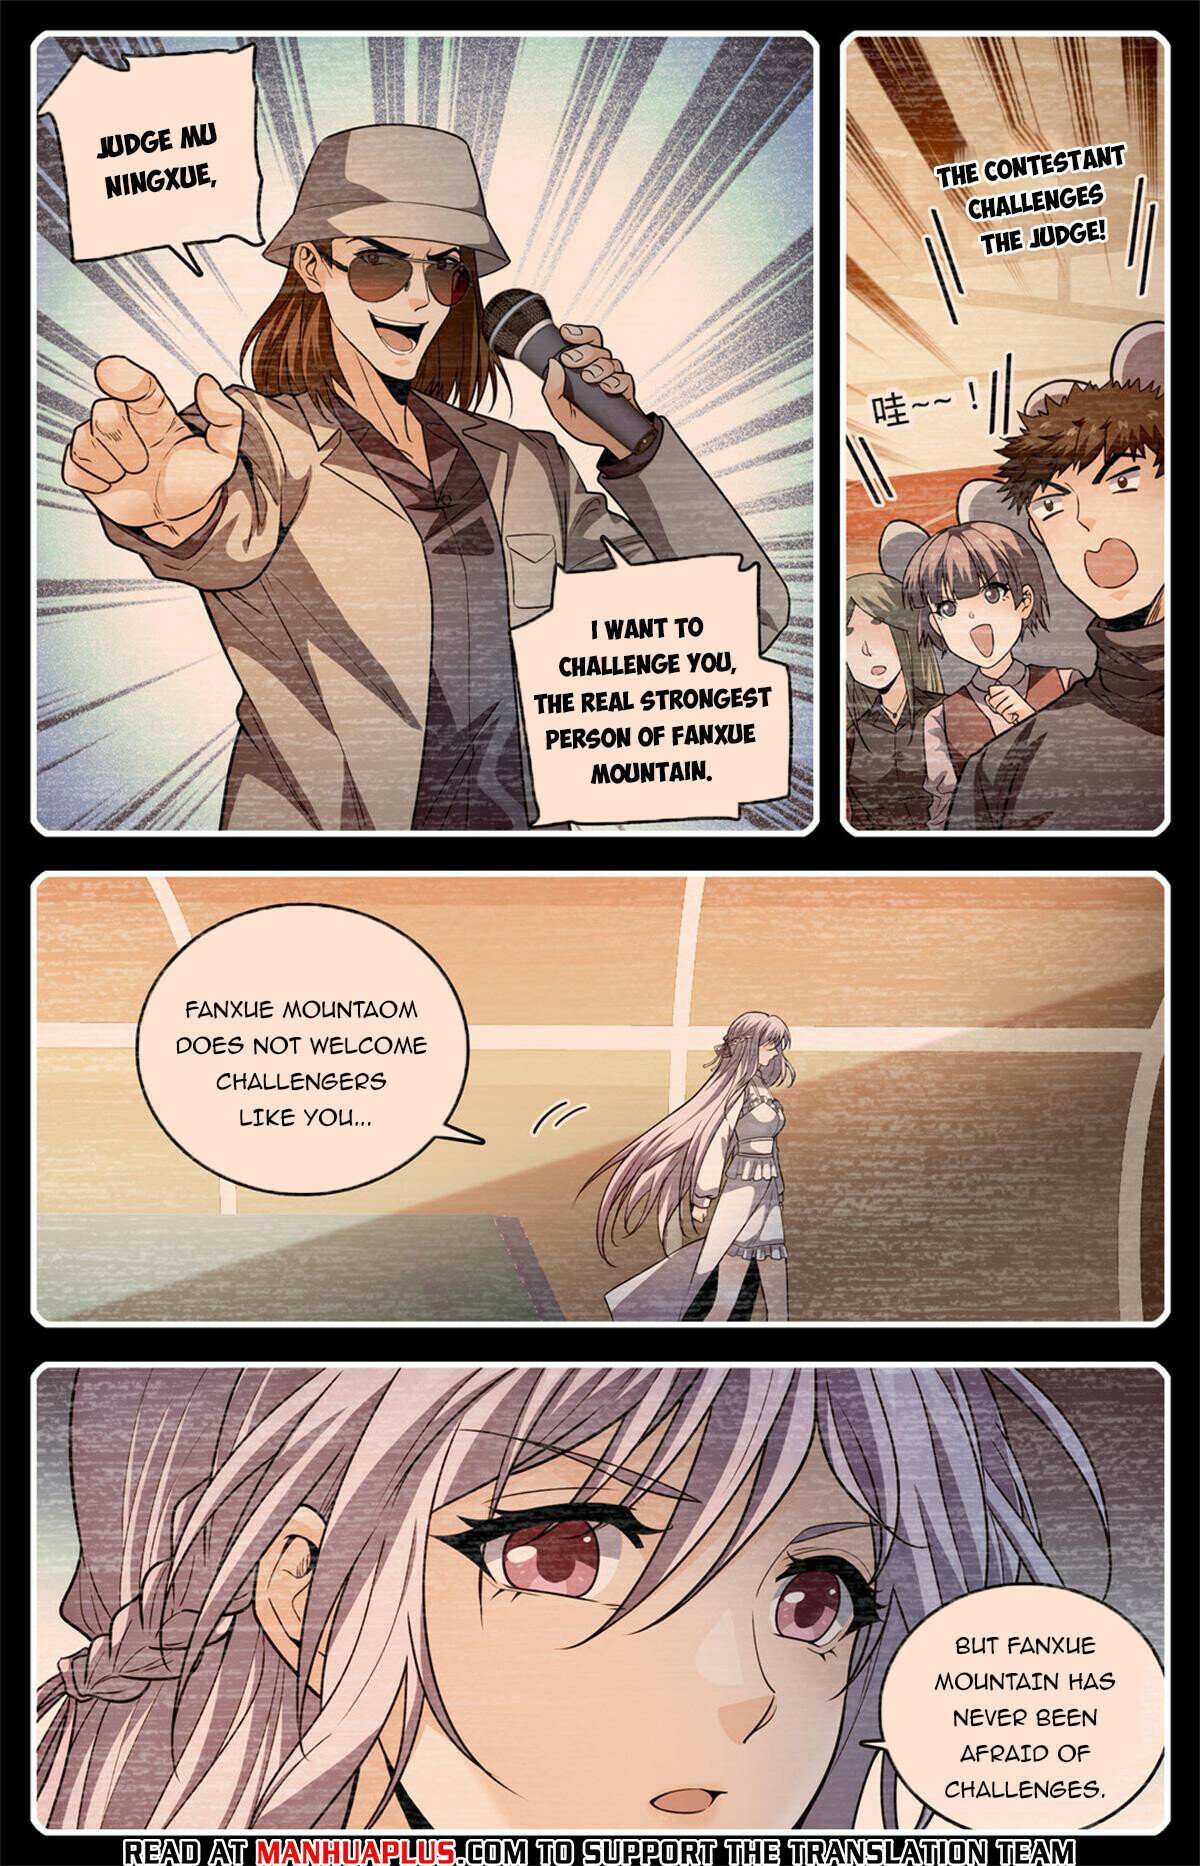 JUDGE MU
NINGXUE,
I WANT TO
CHALLENGE YOU,
THE REAL STRONGEST
PERSON OF FANXUE
MOUNTAIN.
THE CONTESTANT
CHALLENGES
THE JUDGE!
哇~~！
FANXUE MOUNTAOM
DOES NOT WELCOME
CHALLENGERS
LIKE YOU...
BUT FANXUE
MOUNTAIN HAS
NEVER BEEN
AFRAID OF
CHALLENGES.
READ AT MANHUAPLUS.COM TO SUPPORT THE TRANSLATION TEAM